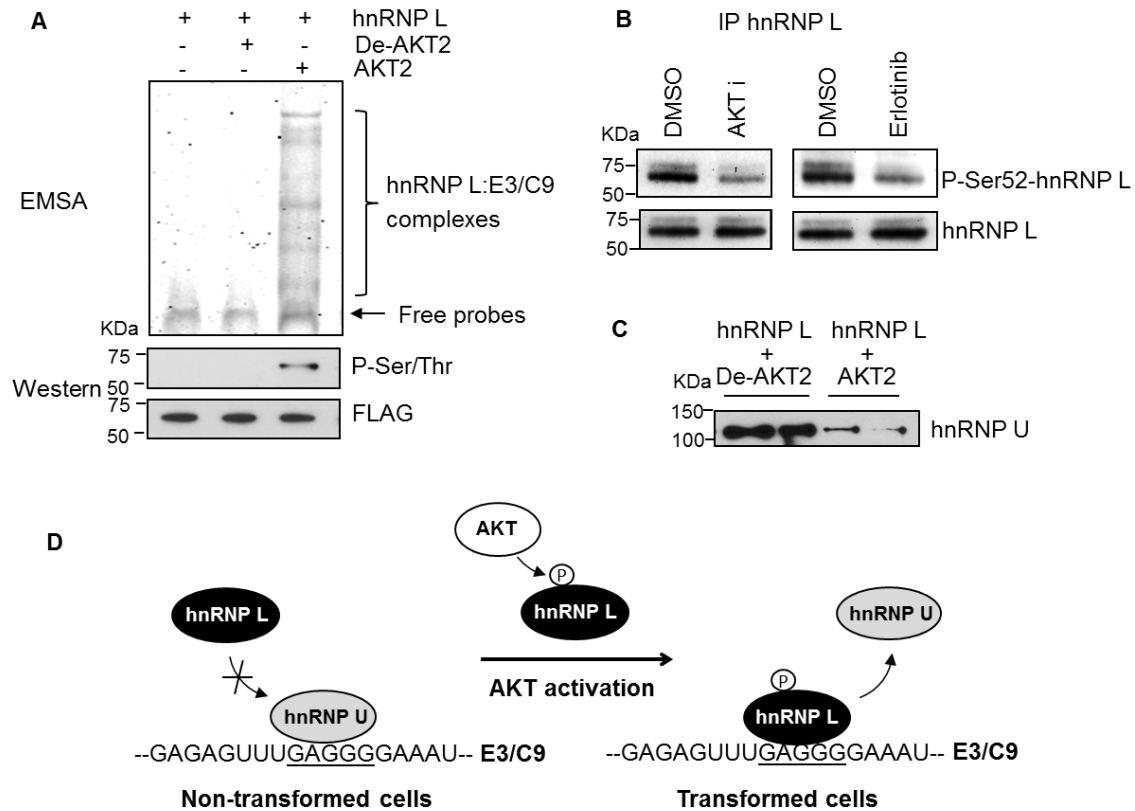 A
+ + + hnRNP L
- + - De-AKT2
- - + AKT2
EMSA
hnRNP L:E3/C9
complexes
Free probes
KDa
75
50
Western
P-Ser/Thr
75
50
FLAG
B
IP hnRNP L
DMSO
AKT i
DMSO
Erlotinib
KDa
75
50
P-Ser52-hnRNP L
75
50
hnRNP L
C
hnRNP L hnRNP L
+ +
De-AKT2 AKT2
KDa
150
100
hnRNP U
D
AKT
P
hnRNP L
hnRNP L
hnRNP U
AKT activation
P
hnRNP U
hnRNP L
--GAGAGUUUGAGGGGAAAU-- E3/C9
--GAGAGUUUGAGGGGAAAU-- E3/C9
Non-transformed cells
Transformed cells